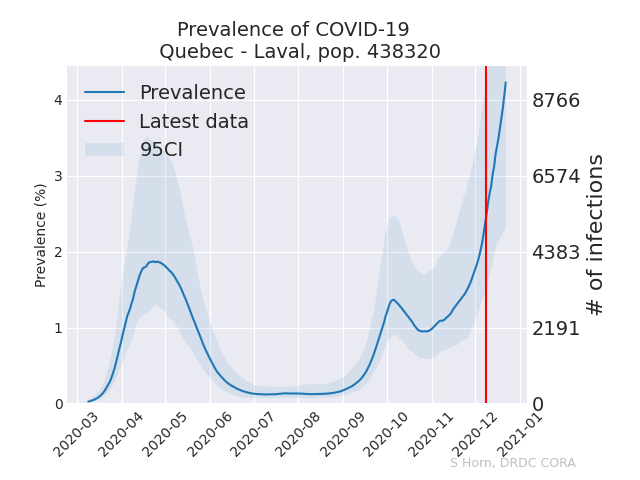 Prevalence of COVID-19
Quebec - Laval, pop. 438320
Prevalence
Latest data
95CI
Prevalence (%)
4
3
2
1
0
8766
6574
4383
2191
0
# of infections
2020-03
2020-04
2020-05
2020-06
2020-07
2020-08
2020-09
2020-10
2020-11
2020-12
2021-01
S Horn, DRDC CORA